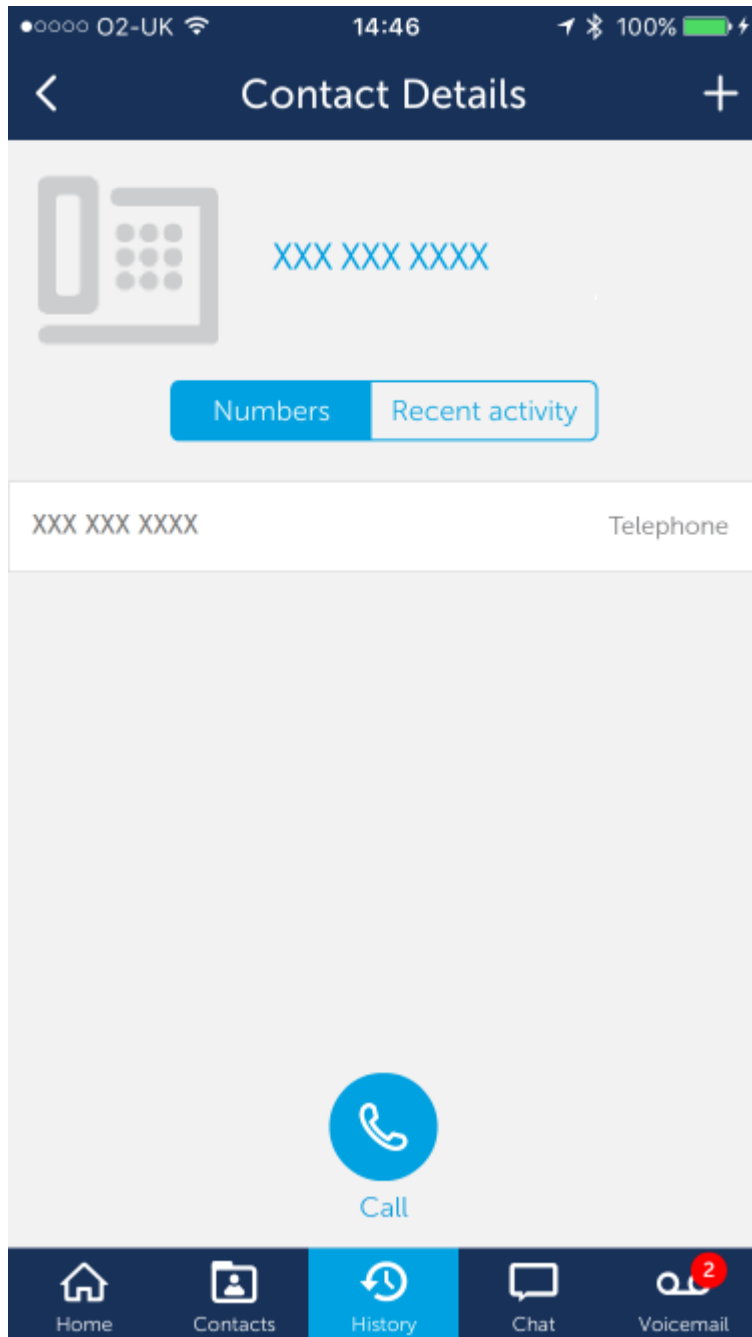 O2-UK 14:46 100%
Contact Details
XXX XXX XXXX
Numbers Recent activity
XXX XXX XXXX Telephone
Call
2
Home Contacts History Chat Voicemail